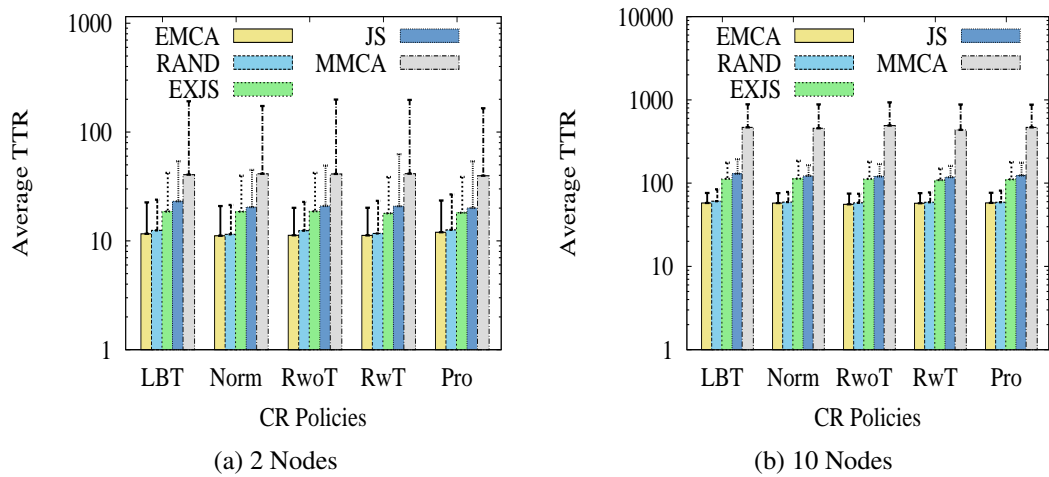 1000
100
10
1
Average TTR
EMCA
RAND
EXJS
JS
MMCA
LBT Norm RwoT RwT Pro
CR Policies
(a) 2 Nodes
10000
1000
100
10
1
Average TTR
EMCA
RAND
EXJS
JS
MMCA
LBT Norm RwoT RwT Pro
CR Policies
(b) 10 Nodes